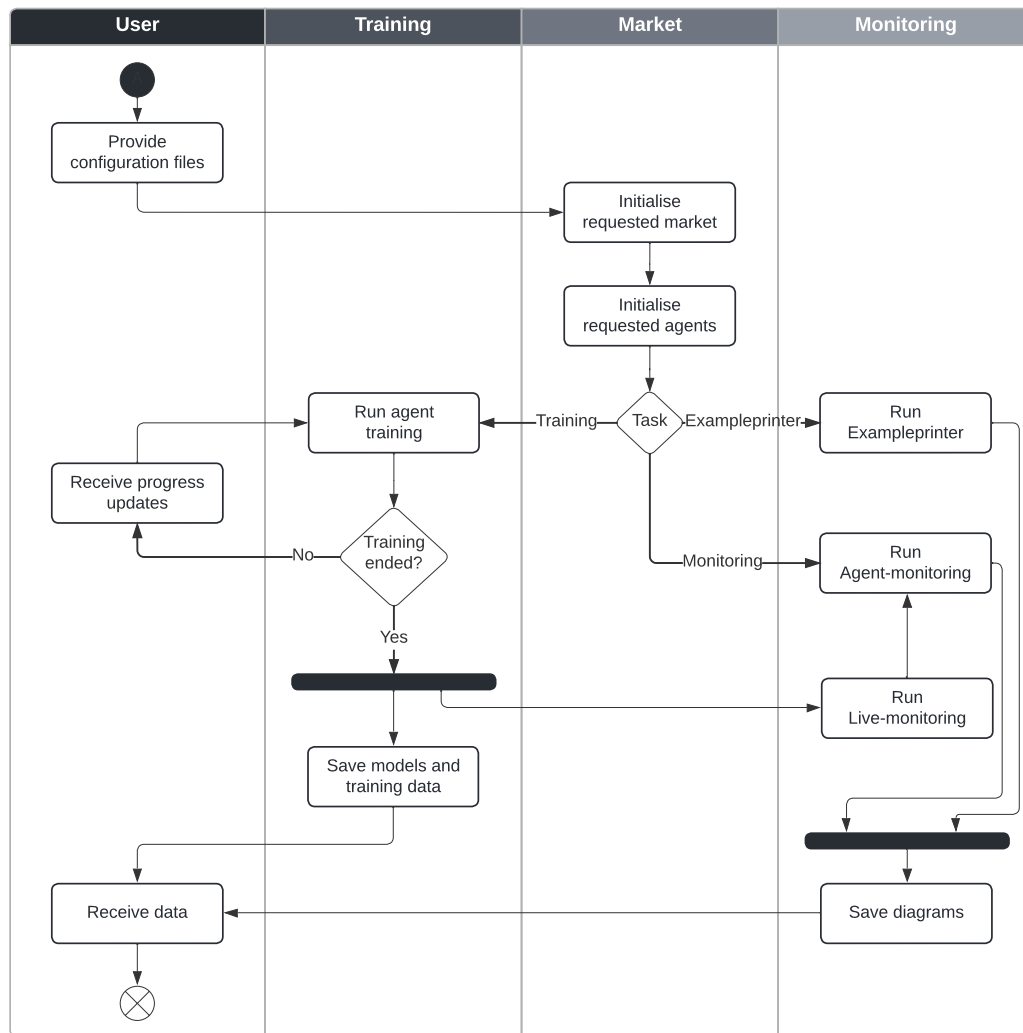 User
Training
Market
Monitoring
Provide
configuration files
Initialise
requested market
Initialise
requested agents
Run agent
training
Training
Task
Exampleprinter
Run
Exampleprinter
Receive progress
updates
Training
ended?
No
Monitoring
Run
Agent-monitoring
Yes
Run
Live-monitoring
Save models and
training data
Receive data
Save diagrams